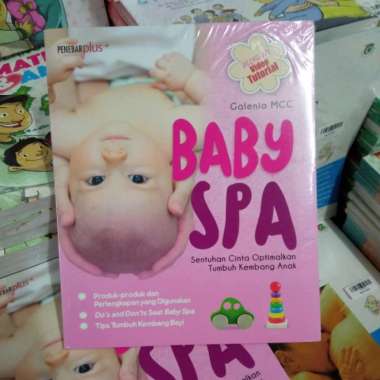 PENEBARplus+
Video
Tutorial
Galenia MCC
BABY
SPA
Sentuhan Cinta Optimalkan
Tumbuh Kembang Anak
Produk-produk dan
Perlengkapan yang Digunakan
Do's and Don'ts Saat Baby Spa
Tips Tumbuh Kembang Bayi
SPA